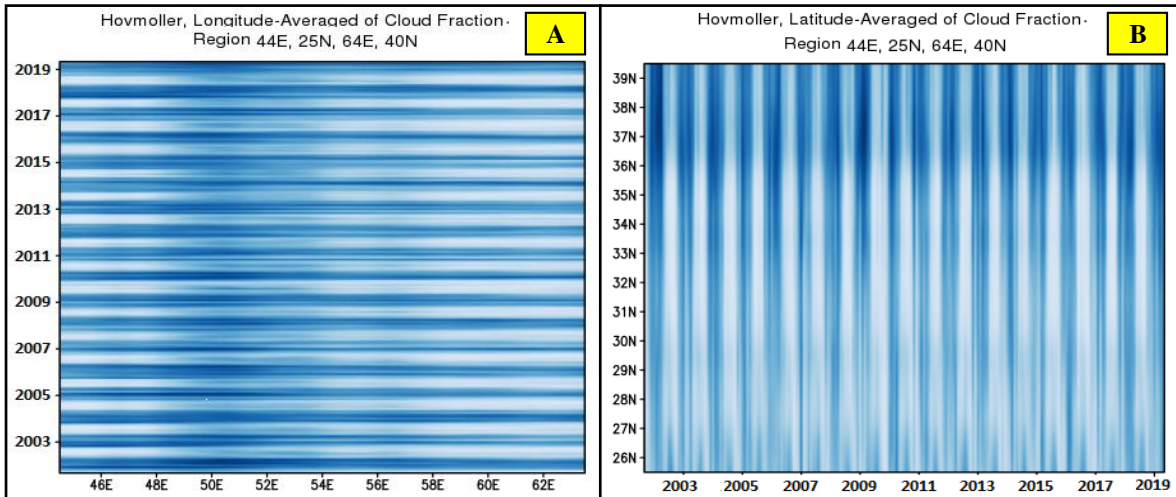 Hovmoller, Longitude-Averaged of Cloud Fraction.
Region 44E, 25N, 64E, 40N
A
2019
2017
2015
2013
2011
2009
2007
2005
2003
46E 48E 50E 52E 54E 56E 58E 60E 62E
Hovmoller, Latitude-Averaged of Cloud Fraction.
Region 44E, 25N, 64E, 40N
B
39N
38N
37N
36N
35N
34N
33N
32N
31N
30N
29N
28N
27N
26N
2003 2005 2007 2009 2011 2013 2015 2017 2019